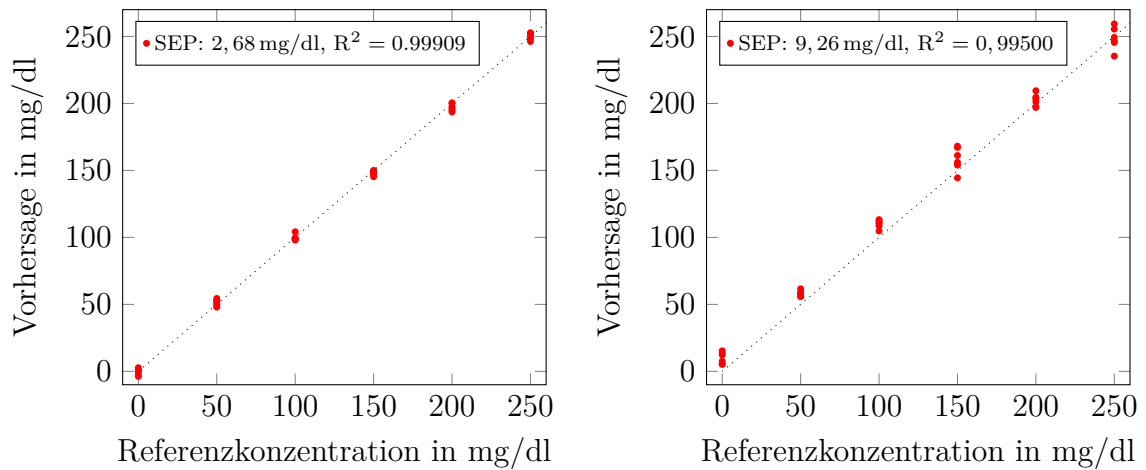 SEP: 2, 68 mg/dl, R² = 0.99909
250
200
150
100
50
0
Vorhersage in mg/dl
0 50 100 150 200 250
Referenzkonzentration in mg/dl
SEP: 9, 26 mg/dl, R² = 0,99500
250
200
150
100
50
0
Vorhersage in mg/dl
0 50 100 150 200 250
Referenzkonzentration in mg/dl